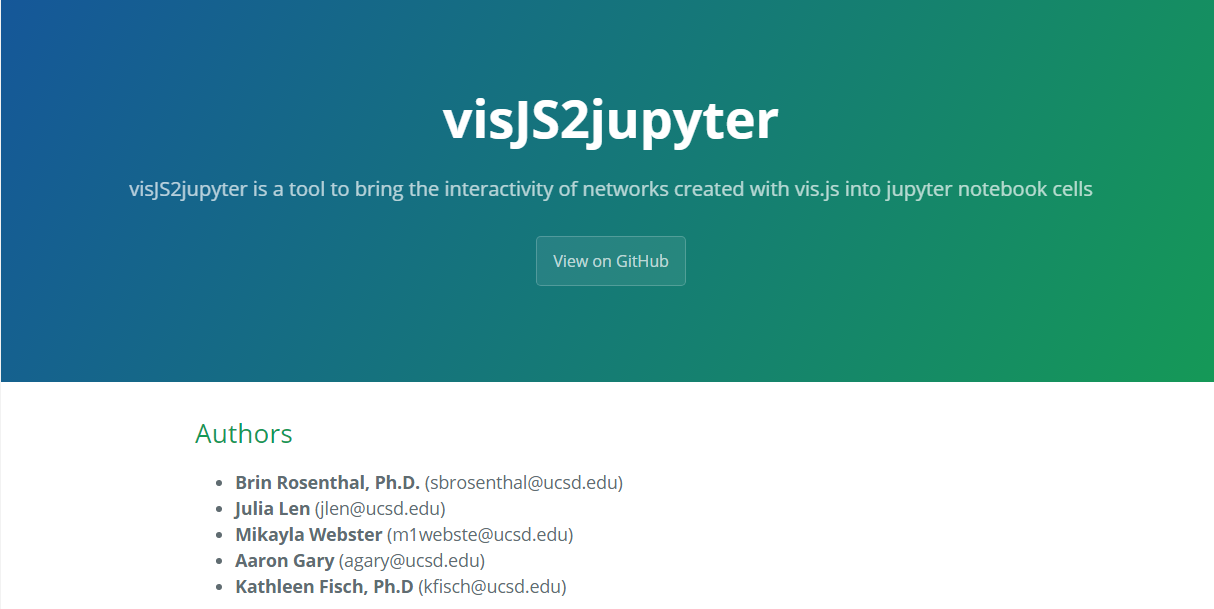 visJS2jupyter
visJS2jupyter is a tool to bring the interactivity of networks created with vis.js into jupyter notebook cells
View on GitHub
Authors
• Brin Rosenthal, Ph.D. (sbrosenthal@ucsd.edu)
• Julia Len (jlen@ucsd.edu)
• Mikayla Webster (m1webste@ucsd.edu)
• Aaron Gary (agary@ucsd.edu)
• Kathleen Fisch, Ph.D (kfisch@ucsd.edu)